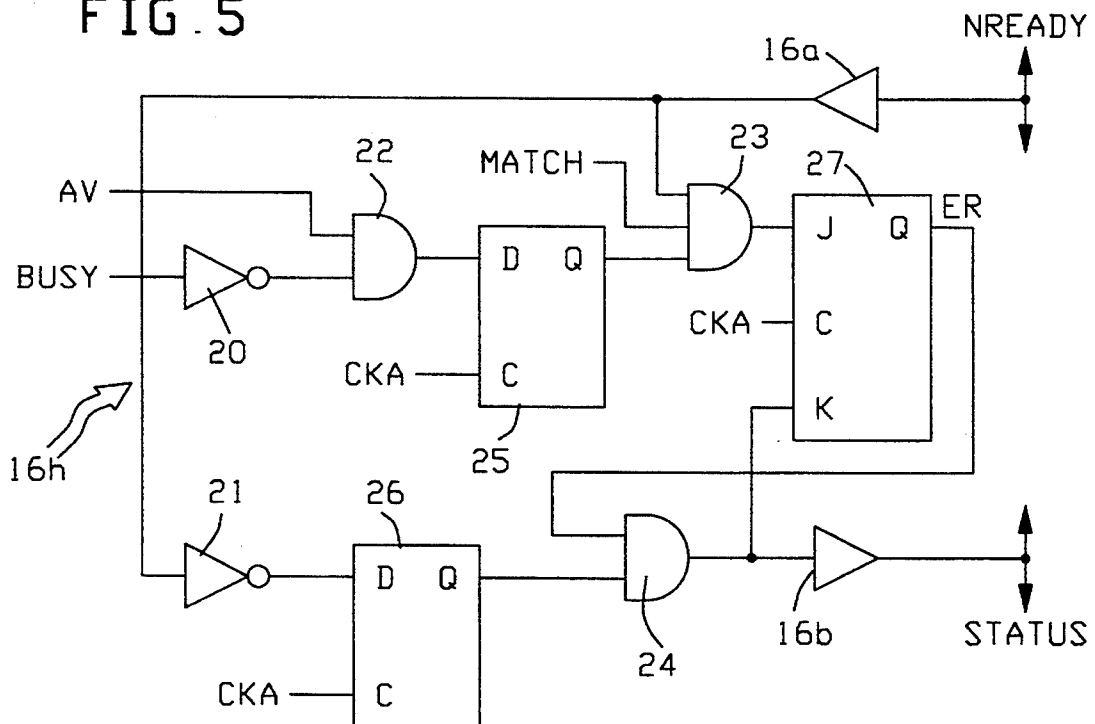 FIG.5
NREADY
16a
23
MATCH
22
27
AV
ER
J Q
D Q
BUSY
20
CKA C
CKA C
K
25
16h
21
26
D Q
24
16b
STATUS
CKA C